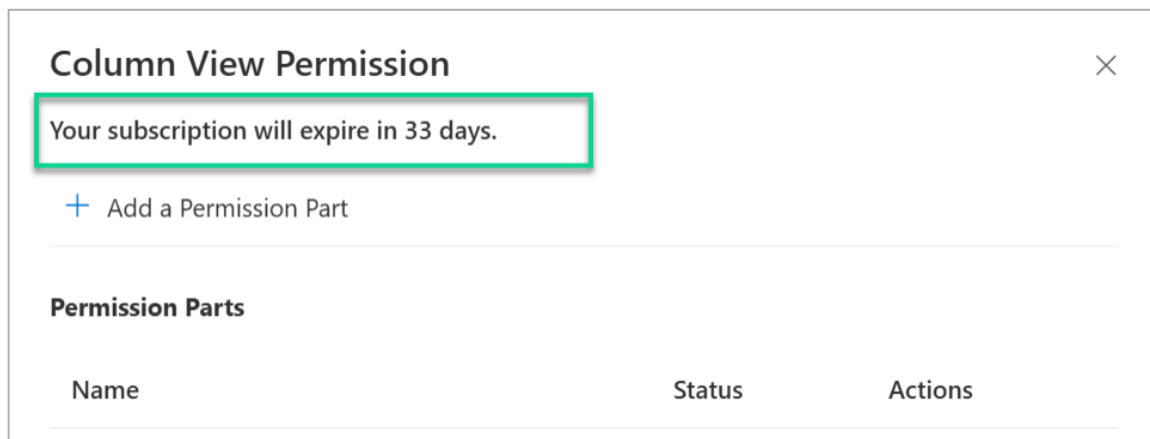 Column View Permission
Your subscription will expire in 33 days.
Add a Permission Part
Permission Parts
Name Status Actions